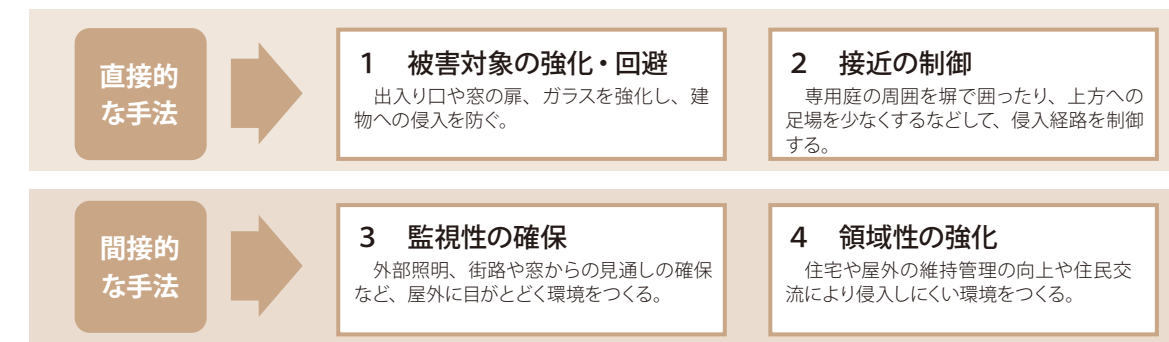 直接的
な手法
1 被害対象の強化・回避
出入り口や窓の扉、ガラスを強化し、建
物への侵入を防ぐ。
2 接近の制御
専用庭の周囲を塀で囲ったり、上方への
足場を少なくするなどして、侵入経路を制御
する。
間接的
な手法
3 監視性の確保
外部照明、街路や窓からの見通しの確保
など、屋外に目がとどく環境をつくる。
4 領域性の強化
住宅や屋外の維持管理の向上や住民交
流により侵入しにくい環境をつくる。